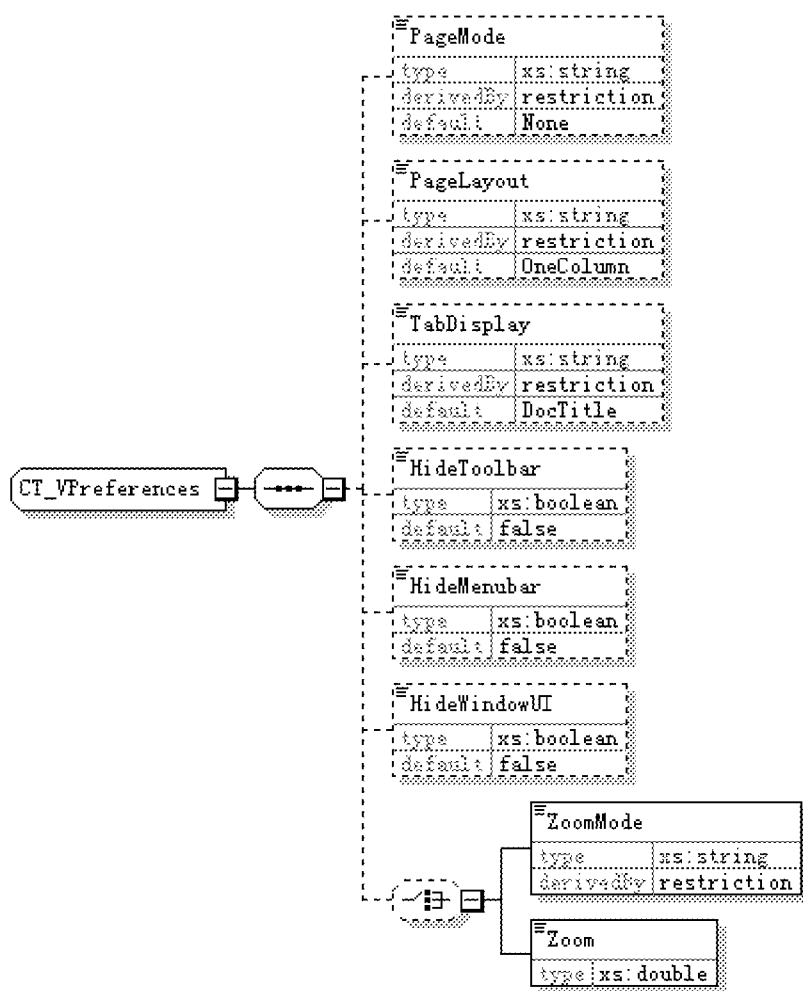 PageMode
type xs:string
derivedBy restriction
default None
PageLayout
type xs:string
derivedBy restriction
default OneColumn
TabDisplay
type xs:string
derivedBy restriction
default DocTitle
CT_VPreferences
HideToolbar
type xs:boolean
default false
HideMenubar
type xs:boolean
default false
HideWindowUI
type xs:boolean
default false
ZoomMode
type xs:string
derivedBy restriction
Zoom
type xs:double